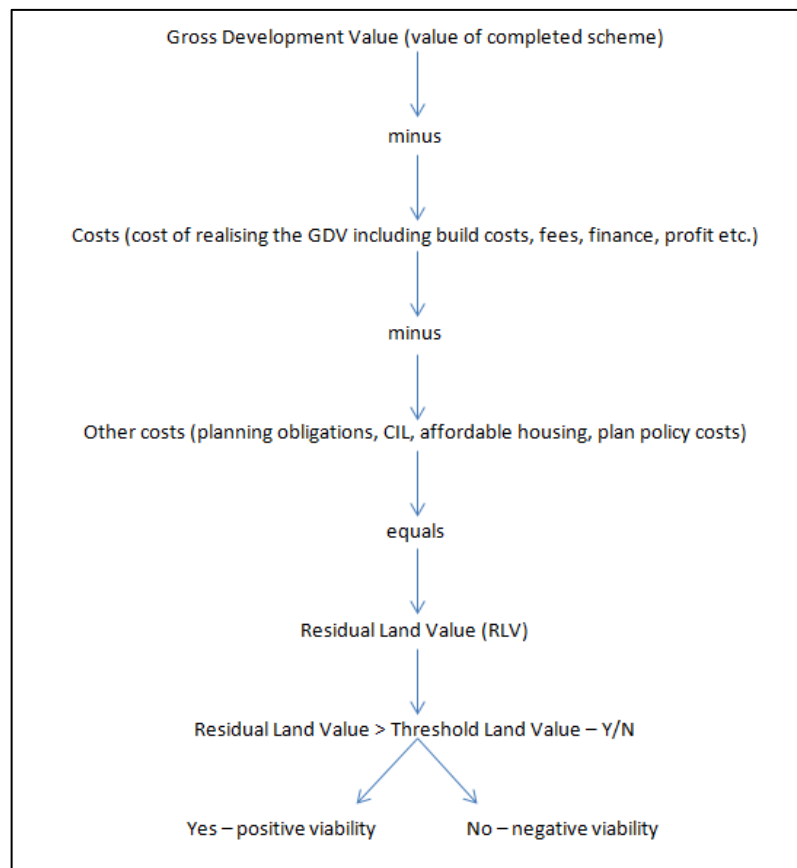 Gross Development Value (value of completed scheme)
minus
Costs (cost of realising the GDV including build costs, fees, finance, profit etc.)
minus
Other costs (planning obligations, CIL, affordable housing, plan policy costs)
equals
Residual Land Value (RLV)
Residual Land Value > Threshold Land Value – Y/N
Yes – positive viability
No – negative viability